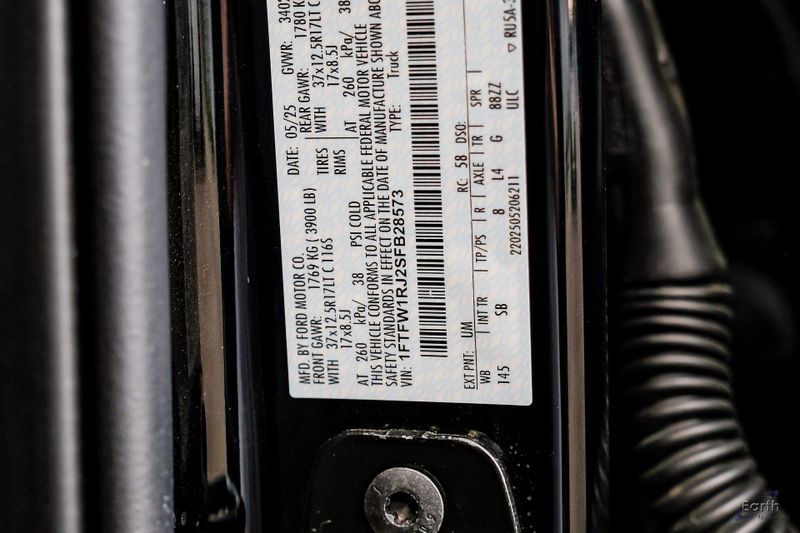 MFD. BY FORD MOTOR CO. DATE: 05/25 GVWR: 3402
FRONT GAWR: 1769 KG ( 3900 LB) REAR GAWR: 1780 K
WITH 37x12.5R17LT C 116S TIRES WITH 37x12.5R17LT C
17x8.5J RIMS 17x8.5J
AT 260 kPa/ 38 PSI COLD AT 260 kPa/ 38
THIS VEHICLE CONFORMS TO ALL APPLICABLE FEDERAL MOTOR VEHICLE
SAFETY STANDARDS IN EFFECT ON THE DATE OF MANUFACTURE SHOWN ABO
VIN: 1FTFW1RJ2SFB28573 TYPE: Truck
EXT PNT: UM RC: 58 DSO:
WB INT TR TP/PS R AXLE TR SPR
145 SB 8 L4 G 88ZZ
2202505206211 ULC
▽ RU5A-
Earth